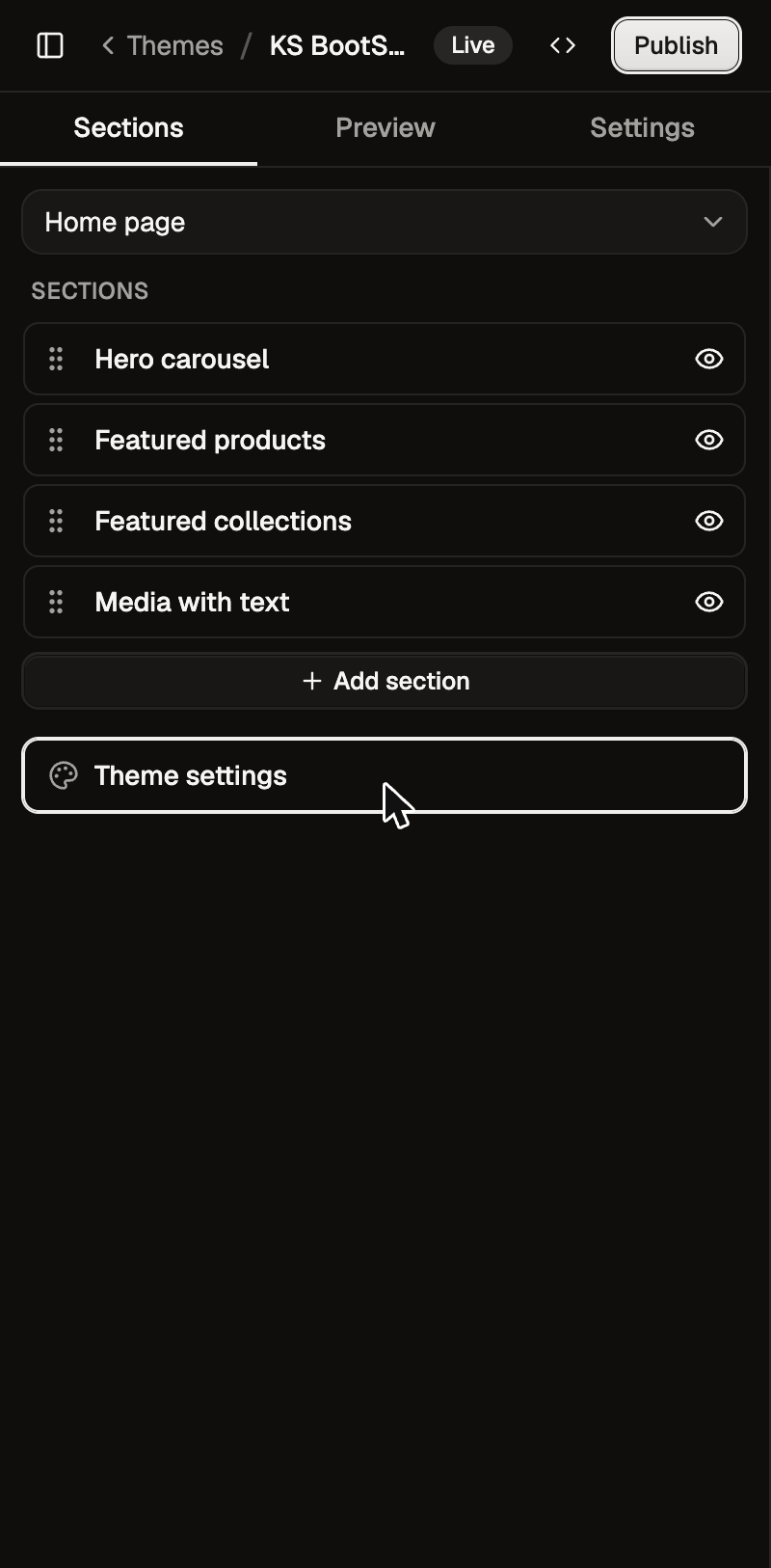 Themes / KS BootS... Live <> Publish
Sections Preview Settings
Home page
SECTIONS
Hero carousel
Featured products
Featured collections
Media with text
+ Add section
Theme settings